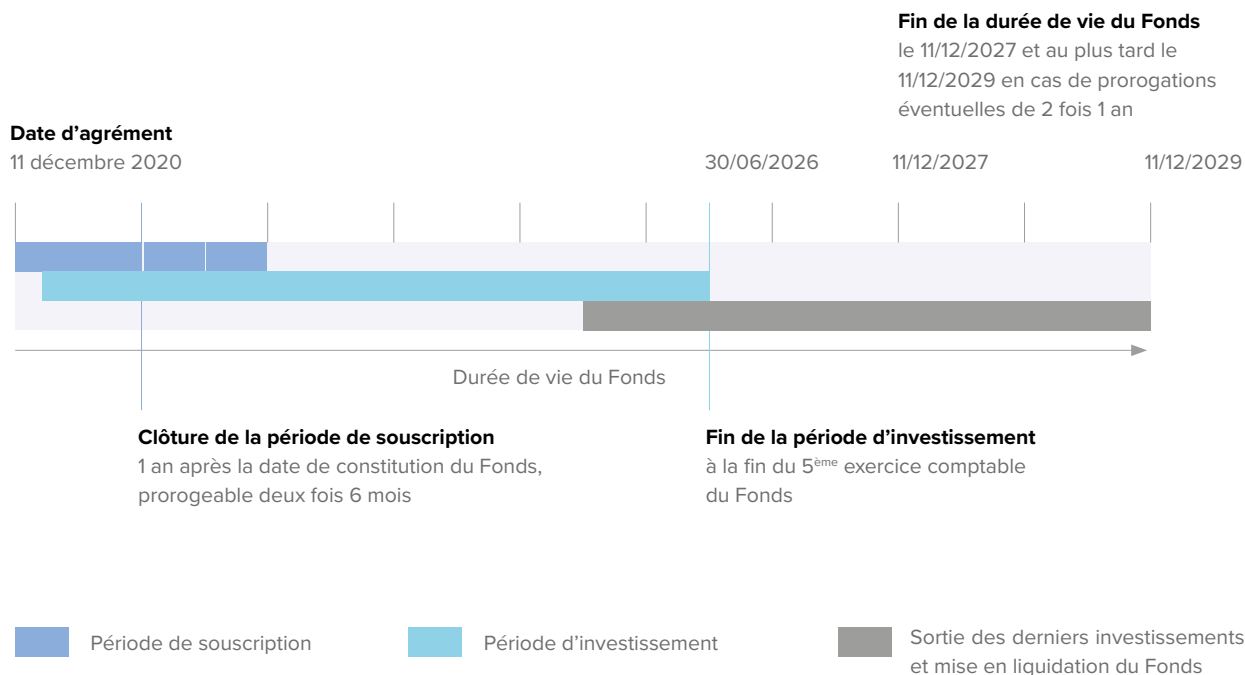 Fin de la durée de vie du Fonds
le 11/12/2027 et au plus tard le
11/12/2029 en cas de prorogations
éventuelles de 2 fois 1 an
Date d’agrément
11 décembre 2020
30/06/2026
11/12/2027
11/12/2029
Durée de vie du Fonds
Clôture de la période de souscription
1 an après la date de constitution du Fonds,
prorogeable deux fois 6 mois
Fin de la période d’investissement
à la fin du 5ème exercice comptable
du Fonds
Période de souscription
Période d’investissement
Sortie des derniers investissements
et mise en liquidation du Fonds